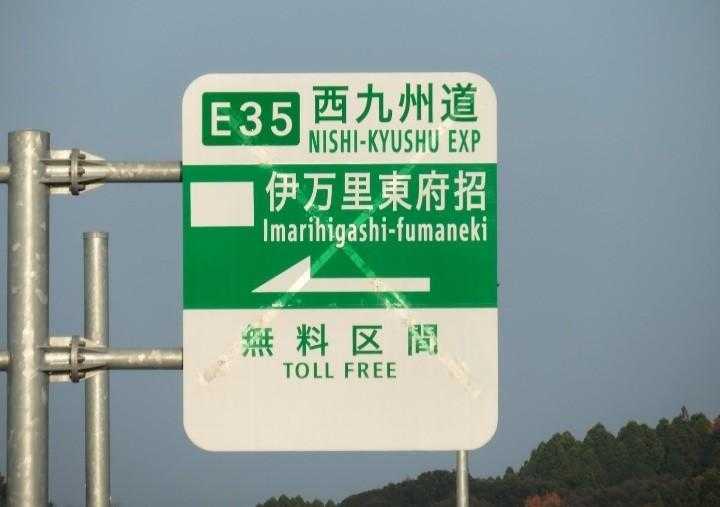 E35 西九州道
NISHI-KYUSHU EXP
伊万里東府招
Imarihigashi-fumaneki
無料区間
TOLL FREE